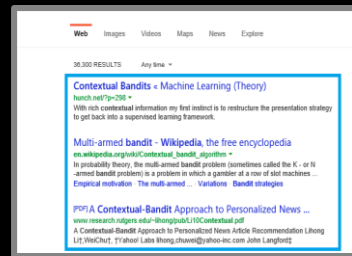 Web Images Videos Maps News Explore
36,300 RESULTS Any time
Contextual Bandits « Machine Learning (Theory)
hunch.net/?p=298
With rich contextual information my first instinct is to restructure the presentation strategy
to get back into a supervised learning framework.
Multi-armed bandit - Wikipedia, the free encyclopedia
en.wikipedia.org/wiki/Contextual_bandit_algorithm
In probability theory, the multi-armed bandit problem (sometimes called the K - or N
-armed bandit problem) is a problem in which a gambler at a row of slot machines ...
Empirical motivation · The multi-armed ... · Variations · Bandit strategies
[PDF] A Contextual-Bandit Approach to Personalized News ...
www.research.rutgers.edu/~lihong/pub/Li10Contextual.pdf
A Contextual-Bandit Approach to Personalized News Article Recommendation Lihong
Li†,WeiChu†, †Yahoo! Labs lihong,chuwei@yahoo-inc.com John Langford‡